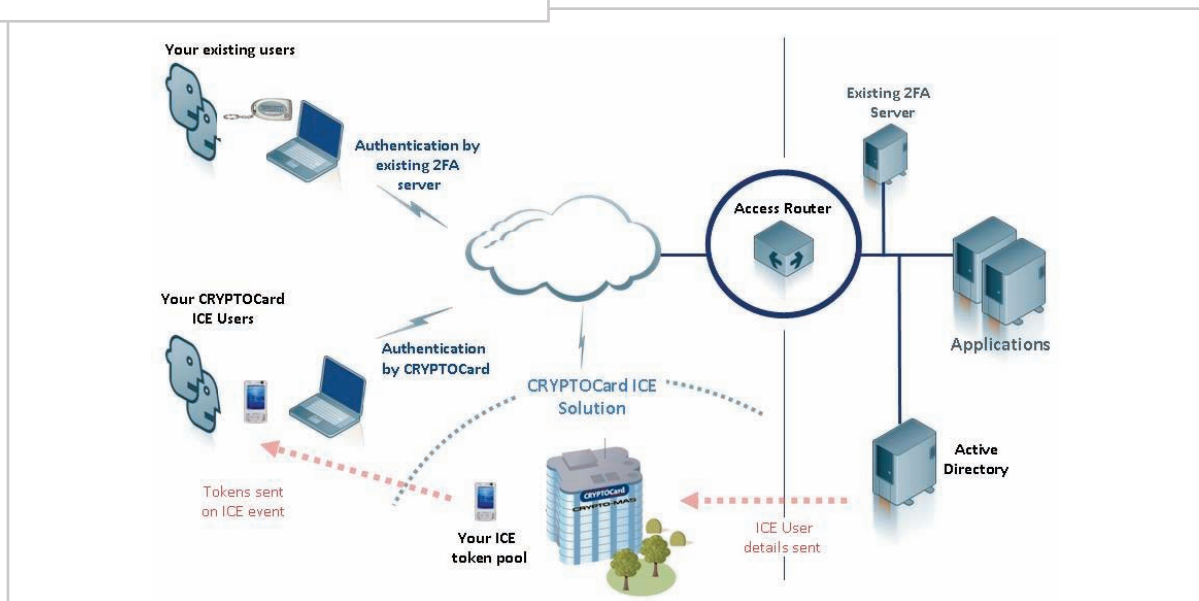 Your existing users
Existing 2FA
Server
Authentication by
existing 2FA
server
Access Router
Your CRYPTOCard
ICE Users
Applications
Authentication
by CRYPTOCard
CRYPTOCard ICE
Solution
Active
Directory
CRYPTOCard
CRYPTO-MAS
Tokens sent
on ICE event
Your ICE
token pool
ICE User
details sent